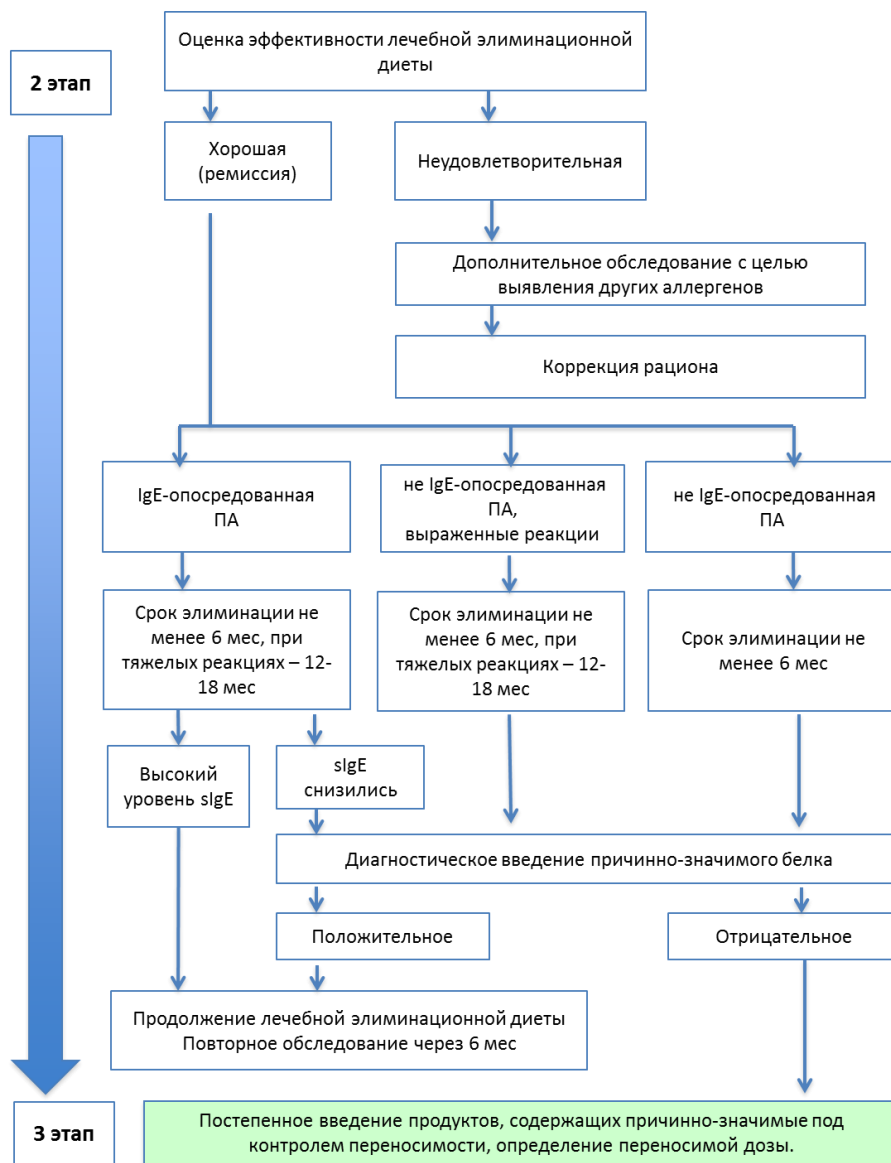 Оценка эффективности лечебной элиминационной
диеты
2 этап
Хорошая
(ремиссия)
Неудовлетворительная
Дополнительное обследование с целью
выявления других аллергенов
Коррекция рациона
IgE-опосредованная
ПА
не IgE-опосредованная
ПА,
выраженные реакции
не IgE-опосредованная
ПА
Срок элиминации не
менее 6 мес, при
тяжелых реакциях – 12-
18 мес
Срок элиминации не
менее 6 мес, при
тяжелых реакциях – 12-
18 мес
Срок элиминации не
менее 6 мес
Высокий
уровень sIgE
sIgE
снизились
Диагностическое введение причинно-значимого белка
Положительное
Отрицательное
Продолжение лечебной элиминационной диеты
Повторное обследование через 6 мес
3 этап
Постепенное введение продуктов, содержащих причинно-значимые под
контролем переносимости, определение переносимой дозы.